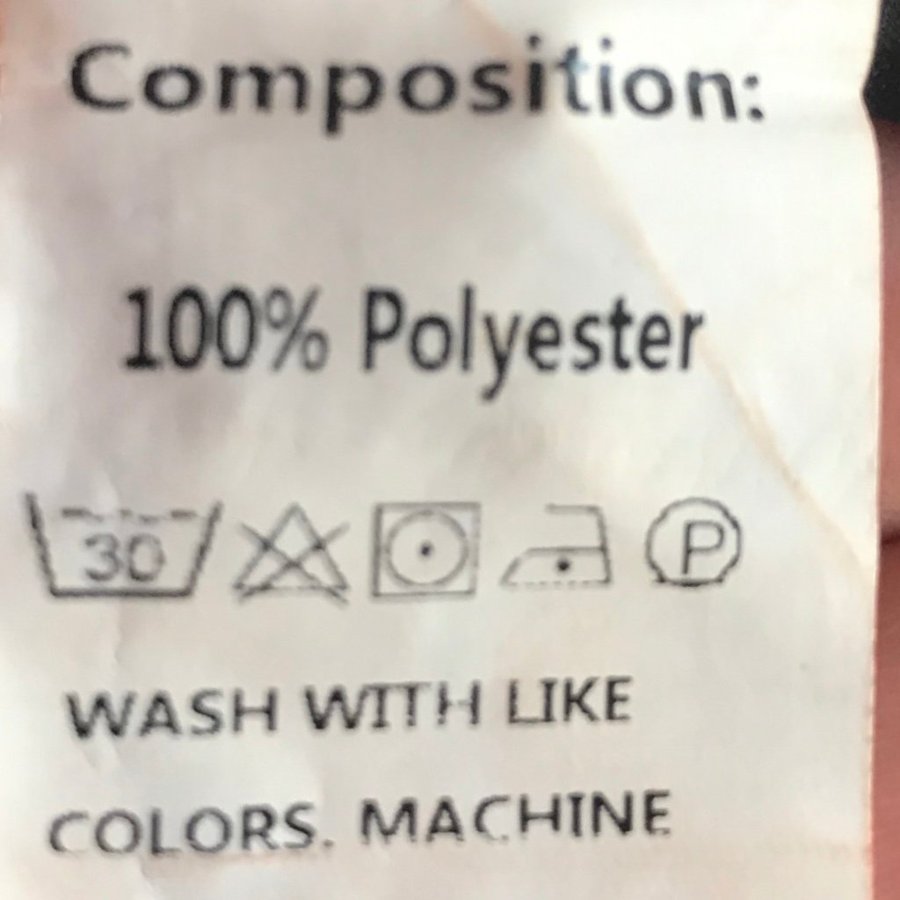 Composition:
100% Polyester
30 P
WASH WITH LIKE
COLORS. MACHINE